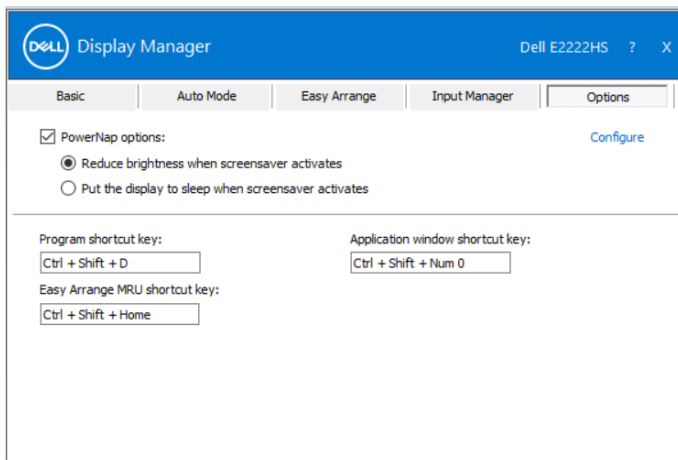 DELL Display Manager Dell E2222HS ? X
Basic Auto Mode Easy Arrange Input Manager Options
PowerNap options: Configure
Reduce brightness when screensaver activates
Put the display to sleep when screensaver activates
Program shortcut key: Application window shortcut key:
Ctrl + Shift + D Ctrl + Shift + Num 0
Easy Arrange MRU shortcut key:
Ctrl + Shift + Home